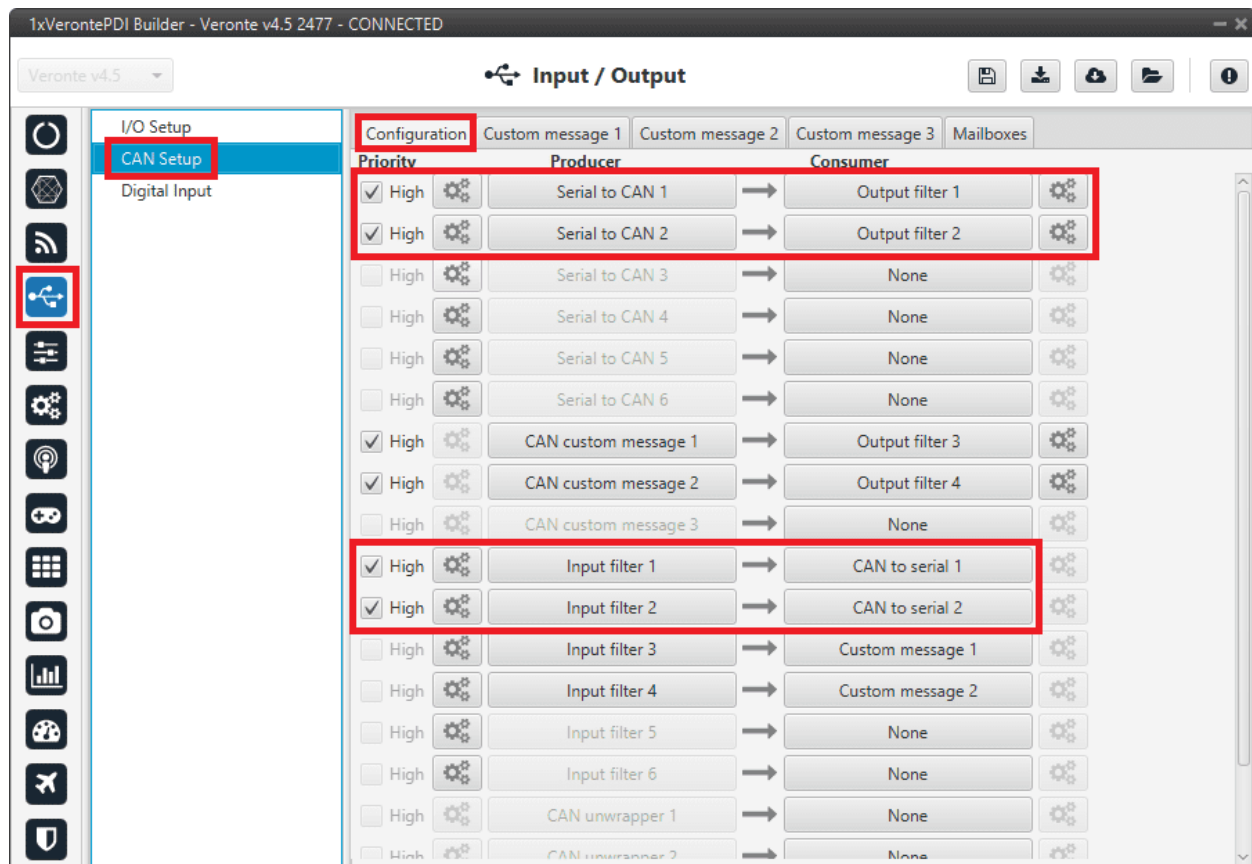 1xVerontePDI Builder - Veronte v4.5 2477 - CONNECTED
Veronte v4.5
Input / Output
I/O Setup
CAN Setup
Digital Input
Configuration Custom message 1 Custom message 2 Custom message 3 Mailboxes
Priority Producer Consumer
High Serial to CAN 1 Output filter 1
High Serial to CAN 2 Output filter 2
High Serial to CAN 3 None
High Serial to CAN 4 None
High Serial to CAN 5 None
High Serial to CAN 6 None
High CAN custom message 1 Output filter 3
High CAN custom message 2 Output filter 4
High CAN custom message 3 None
High Input filter 1 CAN to serial 1
High Input filter 2 CAN to serial 2
High Input filter 3 Custom message 1
High Input filter 4 Custom message 2
High Input filter 5 None
High Input filter 6 None
High CAN unwrapper 1 None
High CAN unwrapper 2 None